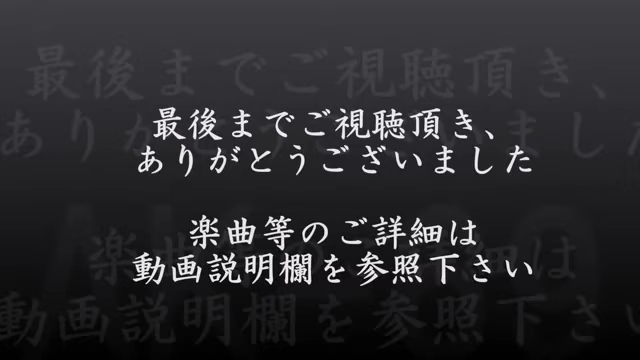 最後までご視聴頂き、
ありがとうございました
楽曲等のご詳細は
動画説明欄を参照下さい